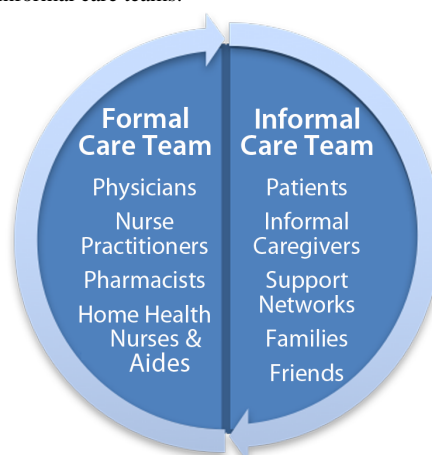 informal care teams.
Formal
Care Team
Physicians
Nurse
Practitioners
Pharmacists
Home Health
Nurses &
Aides
Informal
Care Team
Patients
Informal
Caregivers
Support
Networks
Families
Friends